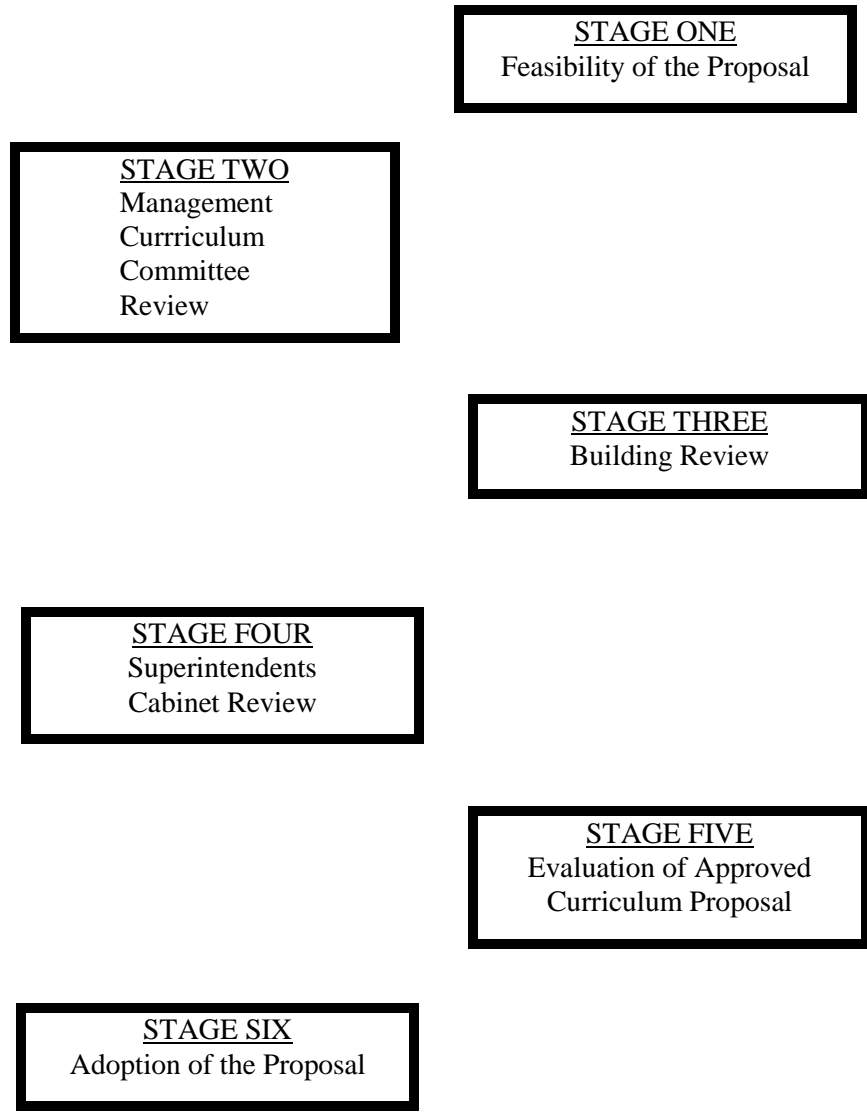 STAGE ONE
Feasibility of the Proposal
STAGE TWO
Management
Currriculum
Committee
Review
STAGE THREE
Building Review
STAGE FOUR
Superintendents
Cabinet Review
STAGE FIVE
Evaluation of Approved
Curriculum Proposal
STAGE SIX
Adoption of the Proposal